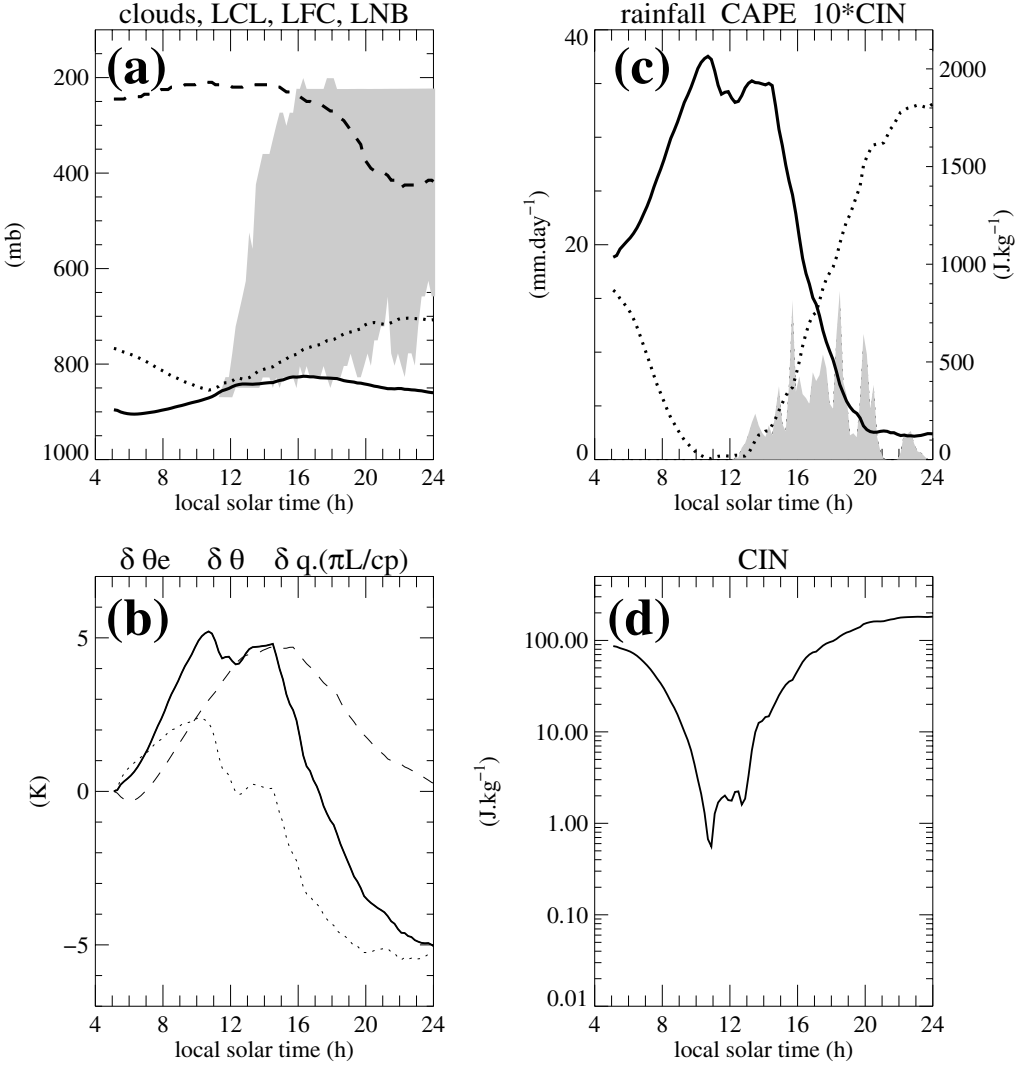 clouds, LCL, LFC, LNB
(a)
200
400
600
800
1000
(mb)
4 8 12 16 20 24
local solar time (h)
rainfall CAPE 10*CIN
(c)
40
20
0
(mm.day⁻¹)
2000
1500
1000
500
0
(J.kg⁻¹)
4 8 12 16 20 24
local solar time (h)
δ θe δ θ δ q.(πL/cp)
(b)
5
0
−5
(K)
4 8 12 16 20 24
local solar time (h)
CIN
(d)
100.00
10.00
1.00
0.10
0.01
(J.kg⁻¹)
4 8 12 16 20 24
local solar time (h)